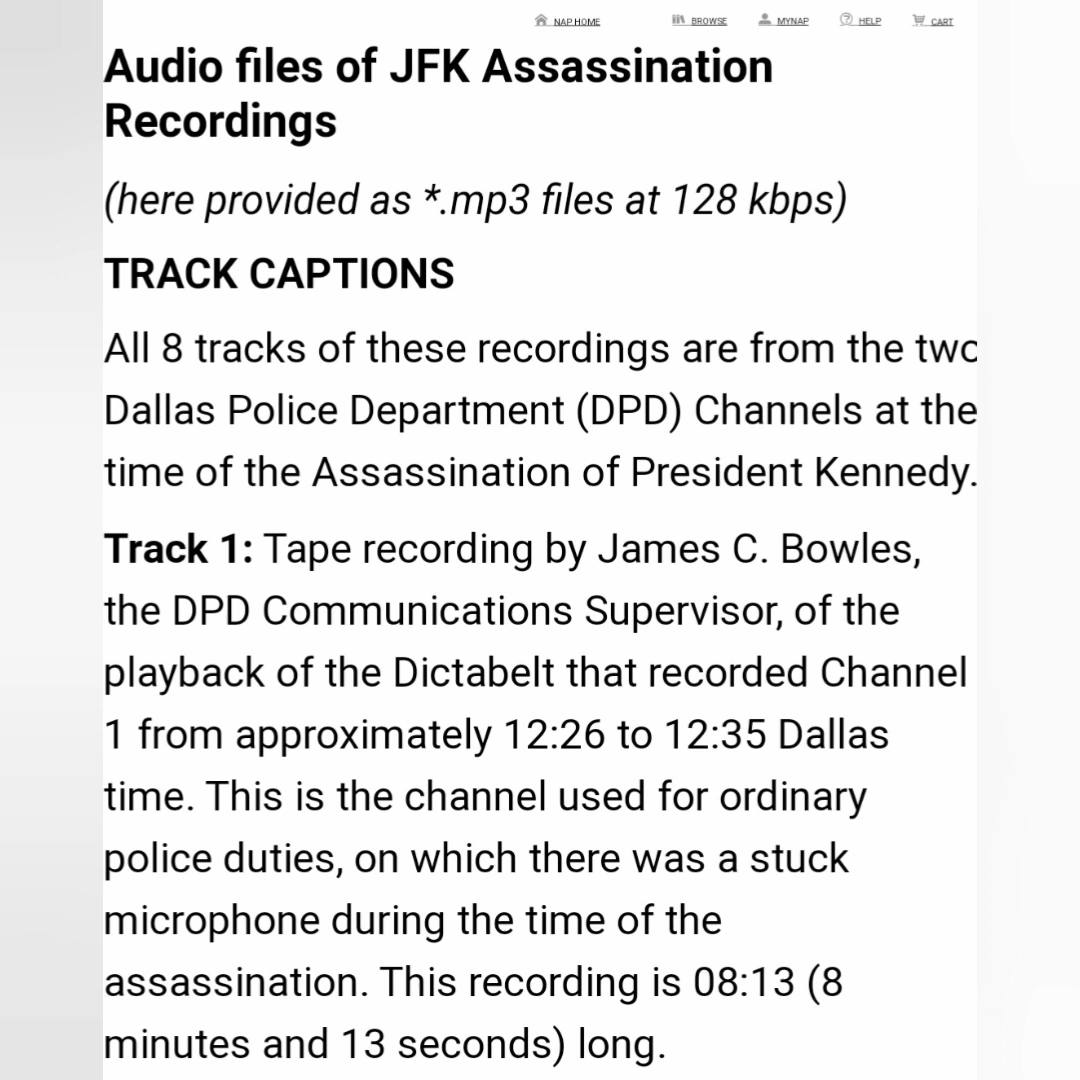 NAP HOME BROWSE MYNAP HELP CART
Audio files of JFK Assassination
Recordings
(here provided as *.mp3 files at 128 kbps)
TRACK CAPTIONS
All 8 tracks of these recordings are from the two
Dallas Police Department (DPD) Channels at the
time of the Assassination of President Kennedy.
Track 1: Tape recording by James C. Bowles,
the DPD Communications Supervisor, of the
playback of the Dictabelt that recorded Channel
1 from approximately 12:26 to 12:35 Dallas
time. This is the channel used for ordinary
police duties, on which there was a stuck
microphone during the time of the
assassination. This recording is 08:13 (8
minutes and 13 seconds) long.